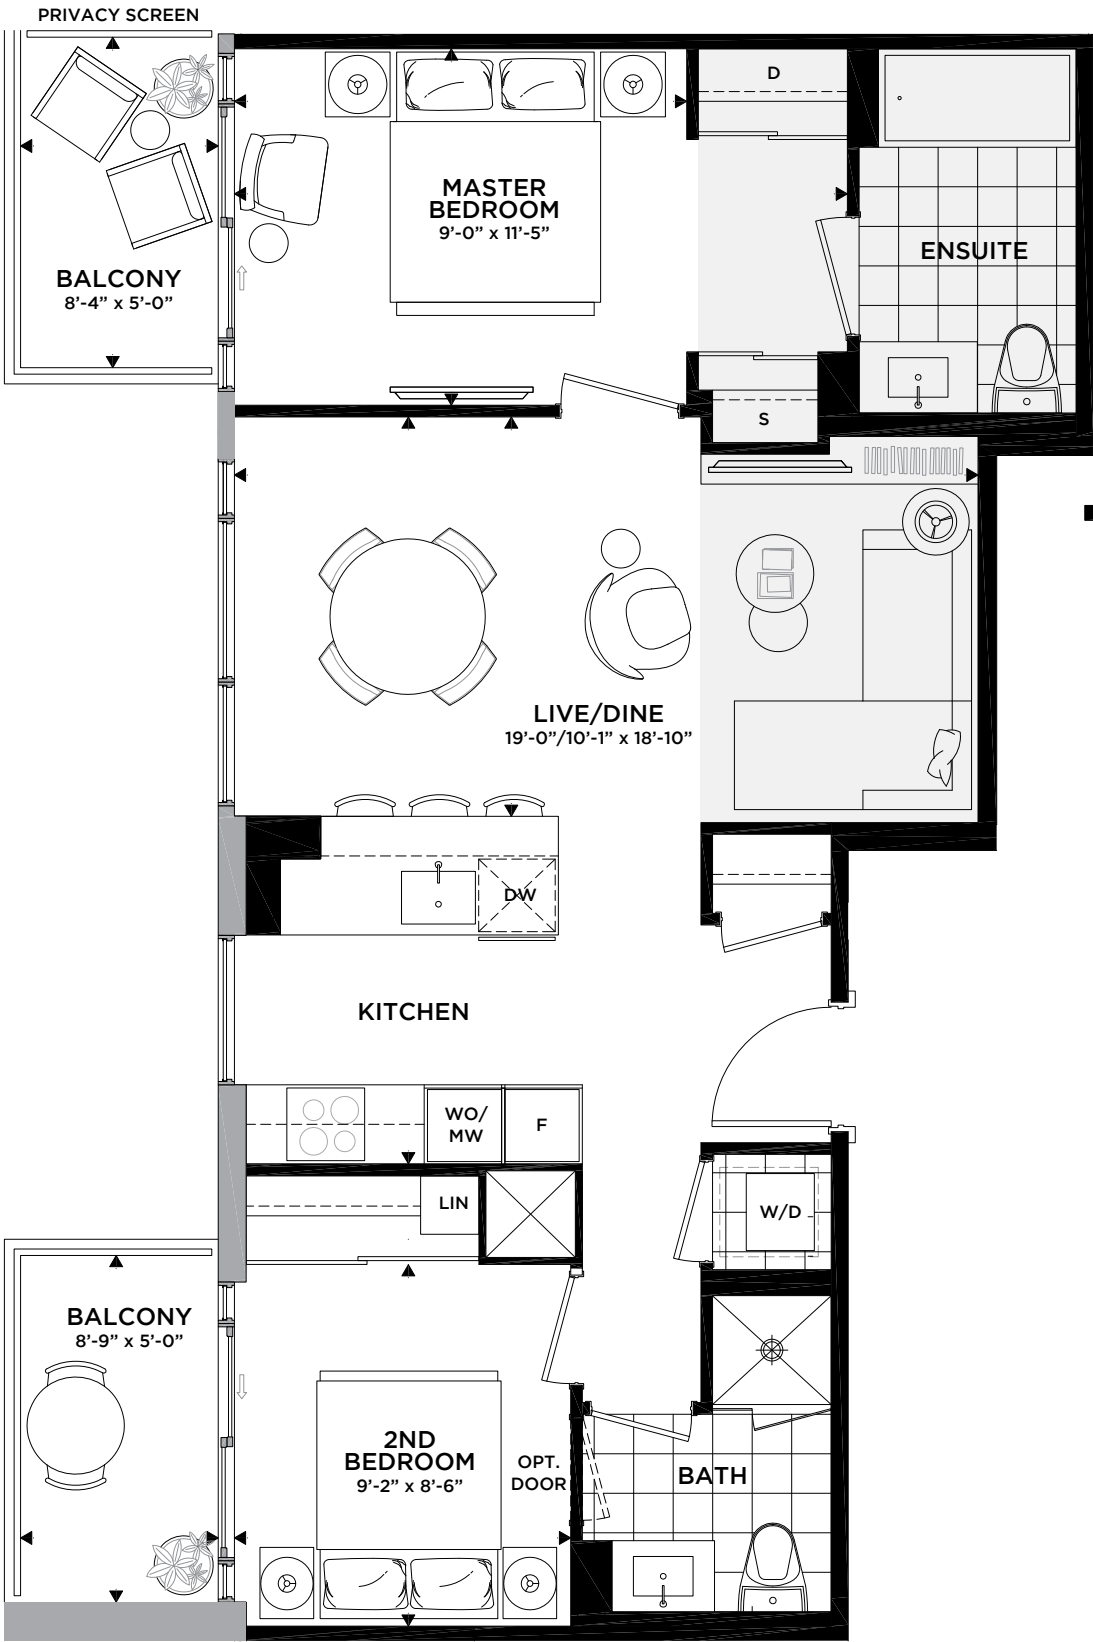 PRIVACY SCREEN
D
MASTER
BEDROOM
9'-0” x 11'-5”
ENSUITE
BALCONY
8'-4” x 5'-0”
S
LIVE/DINE
19'-0”/10'-1” x 18'-10”
DW
KITCHEN
WO/
MW
F
LIN
W/D
BALCONY
8'-9” x 5'-0”
2ND
BEDROOM
9'-2” x 8'-6”
OPT.
DOOR
BATH